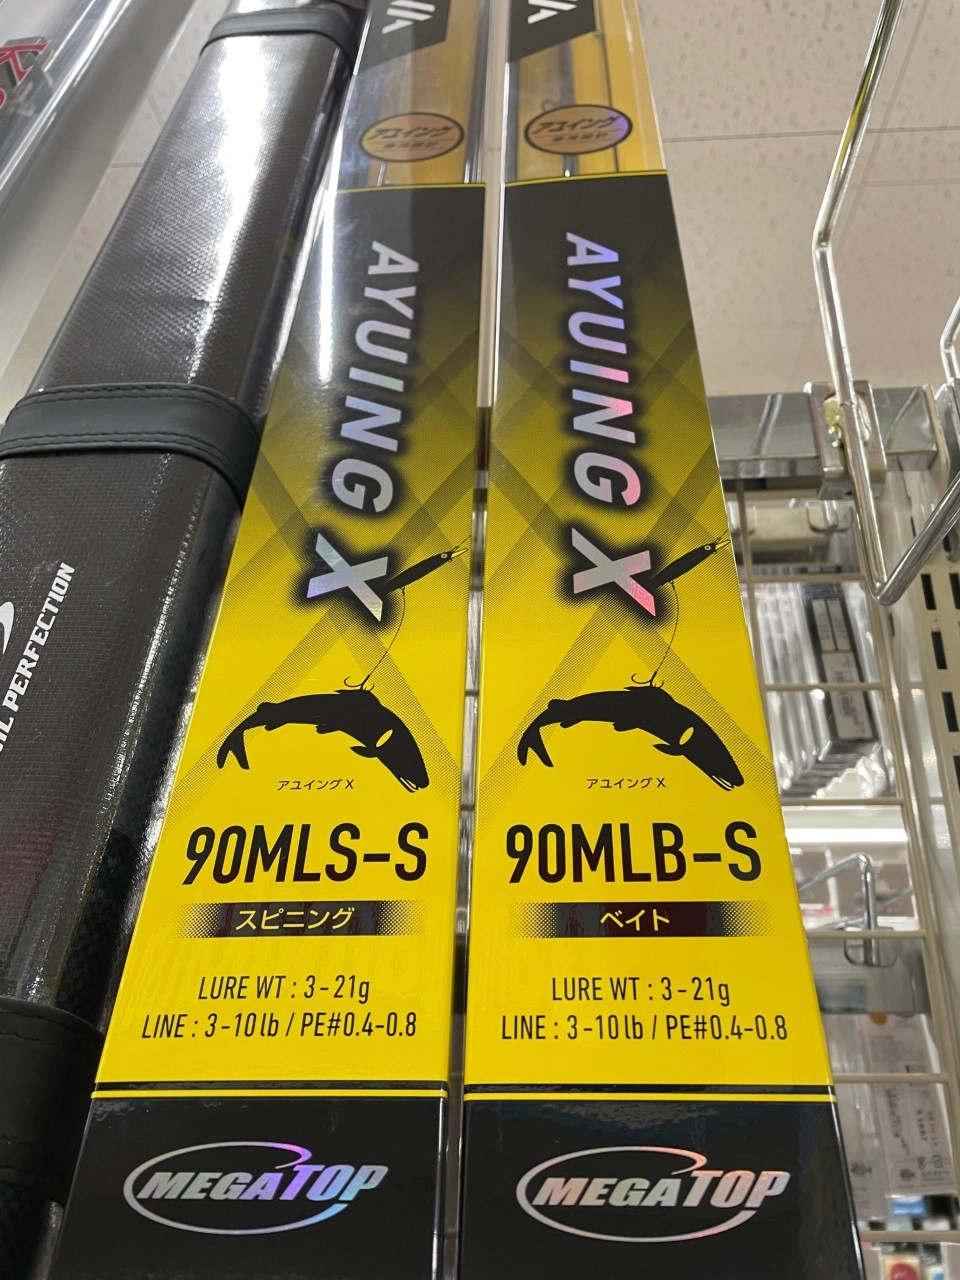 アユイング
AYUING X
アユイングX
90MLS-S
スピニング
LURE WT : 3-21g
LINE : 3-10lb / PE#0.4-0.8
MEGATOP
アユイング
AYUING X
アユイングX
90MLB-S
ベイト
LURE WT : 3-21g
LINE : 3-10lb / PE#0.4-0.8
MEGATOP
PERFECTION